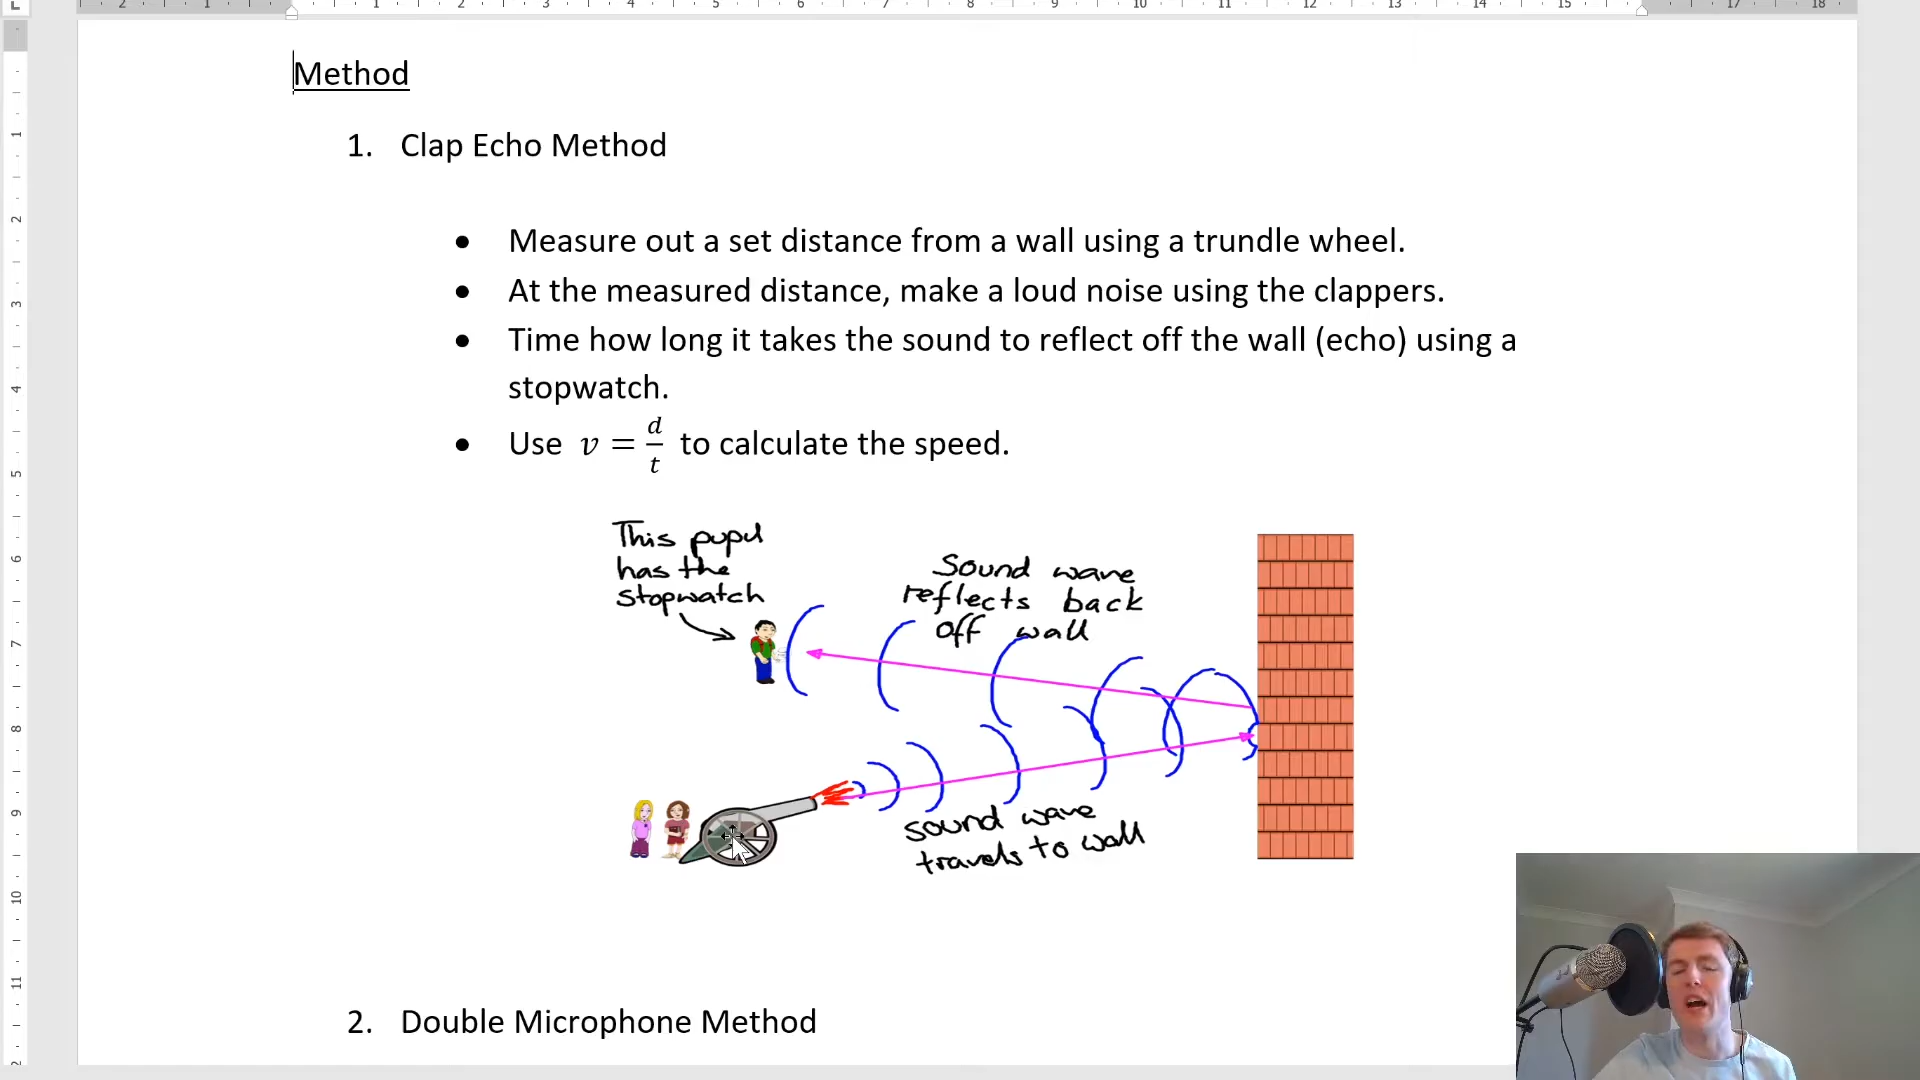 Method
1. Clap Echo Method
• Measure out a set distance from a wall using a trundle wheel.
• At the measured distance, make a loud noise using the clappers.
• Time how long it takes the sound to reflect off the wall (echo) using a
stopwatch.
• Use v = d/t to calculate the speed.
This pupil
has the
stopwatch
Sound wave
reflects back
off wall
sound wave
travels to wall
2. Double Microphone Method